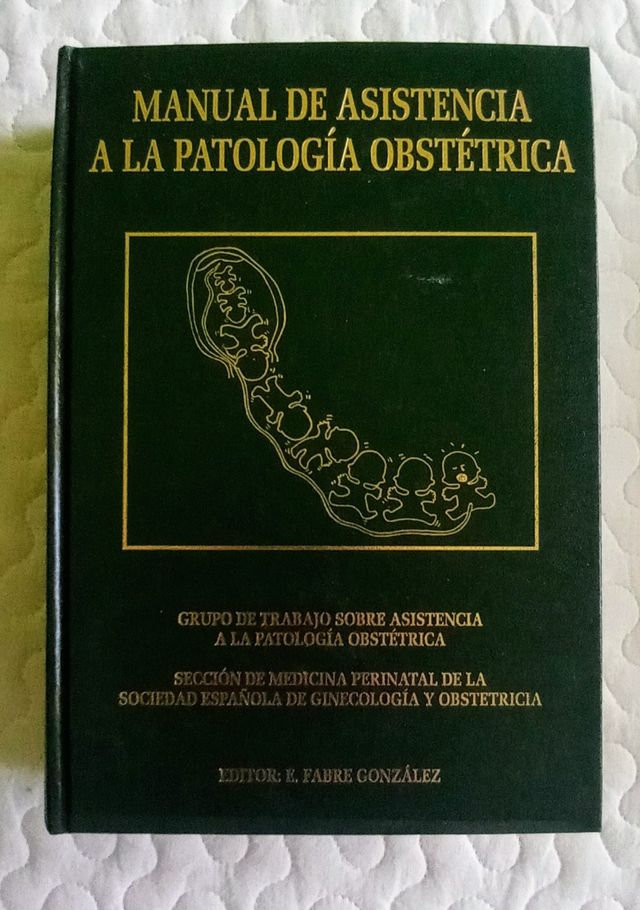 MANUAL DE ASISTENCIA
A LA PATOLOGÍA OBSTÉTRICA
GRUPO DE TRABAJO SOBRE ASISTENCIA
A LA PATOLOGÍA OBSTÉTRICA
SECCIÓN DE MEDICINA PERINATAL DE LA
SOCIEDAD ESPAÑOLA DE GINECOLOGÍA Y OBSTETRICIA
EDITOR: E. FABRE GONZÁLEZ